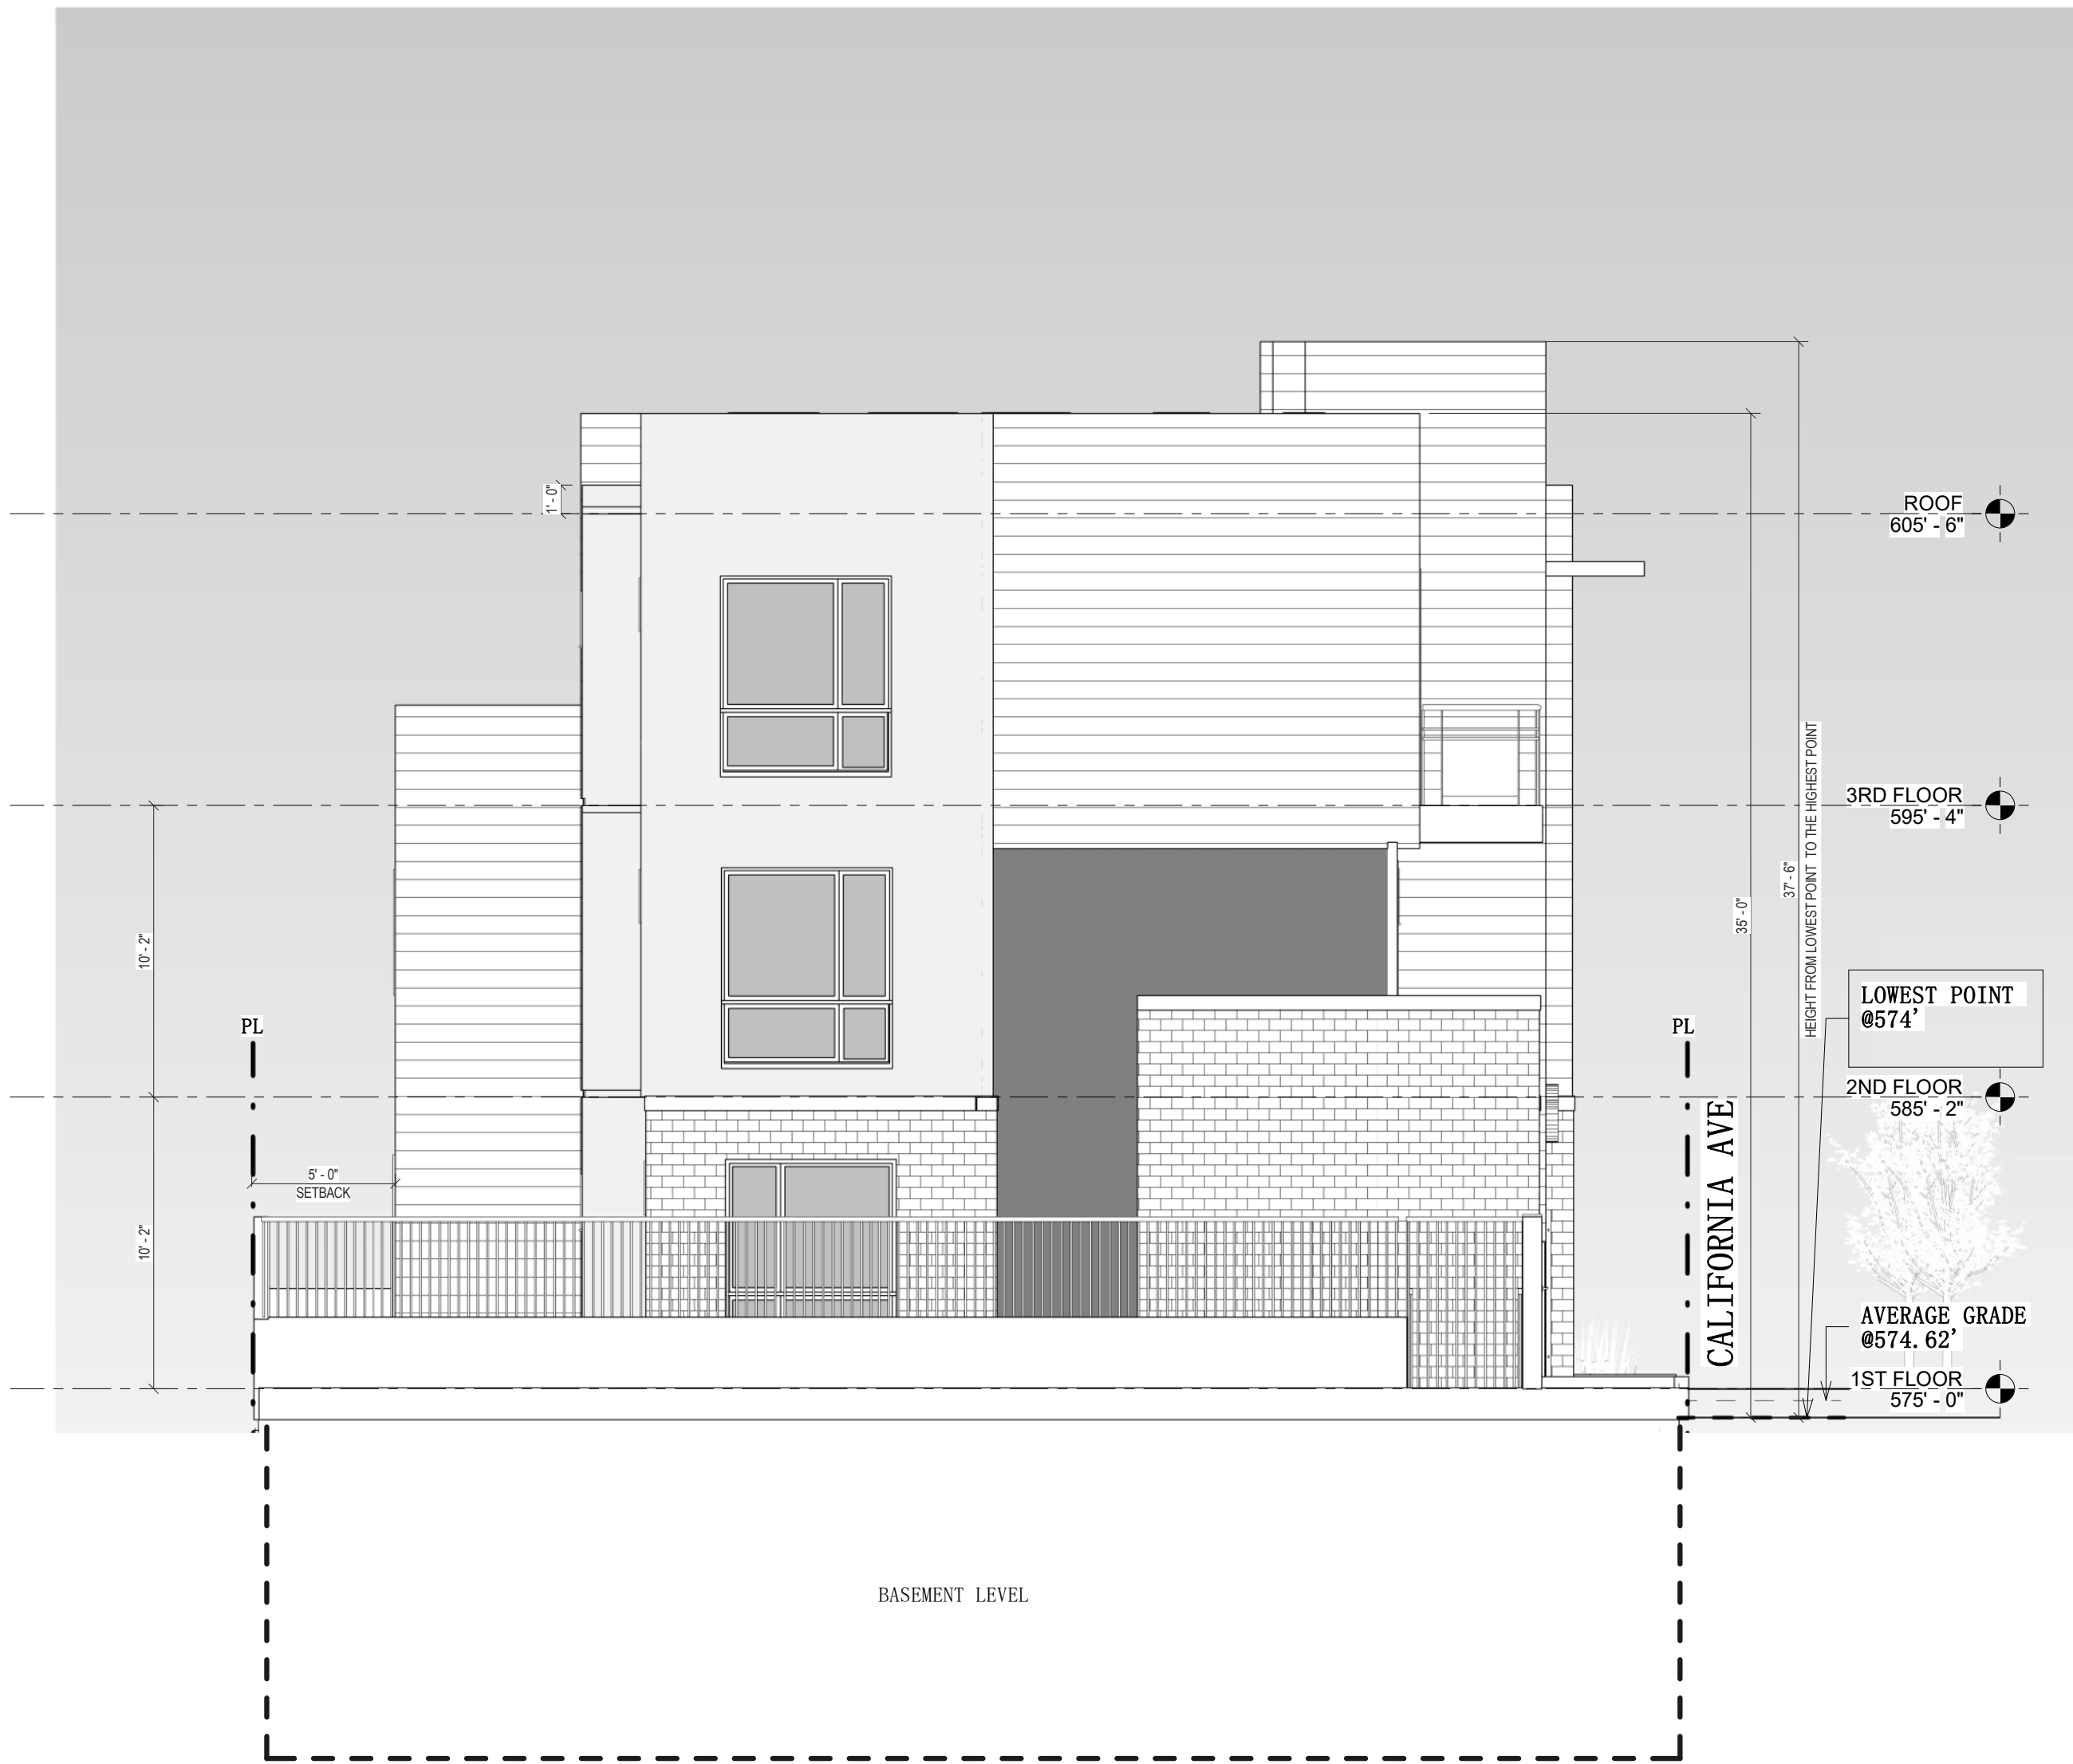 1' - 0"
ROOF
605' - 6"
3RD FLOOR
595' - 4"
HEIGHT FROM LOWEST POINT TO THE HIGHEST POINT
37' - 6"
35' - 0"
10' - 2"
LOWEST POINT
@574'
PL
PL
2ND FLOOR
585' - 2"
CALIFORNIA AVE
5' - 0"
SETBACK
10' - 2"
AVERAGE GRADE
@574.62'
1ST FLOOR
575' - 0"
BASEMENT LEVEL